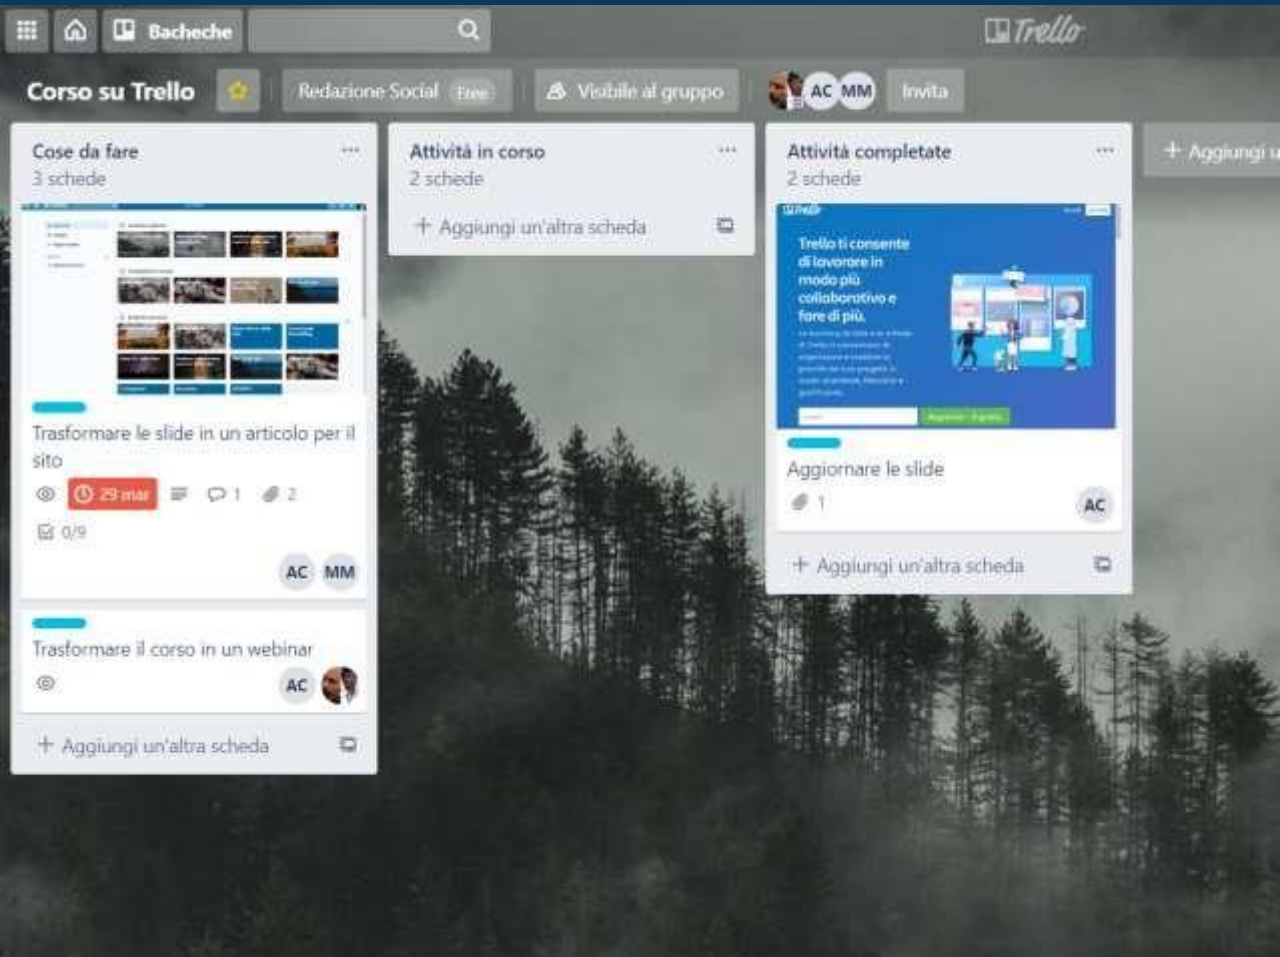 Bacheche
Trello
Corso su Trello
Redazione Social Free
Visibile al gruppo
AC MM
Invita
Cose da fare
3 schede
Trasformare le slide in un articolo per il
sito
29 mar 1 2
0/9
AC MM
Trasformare il corso in un webinar
AC
+ Aggiungi un'altra scheda
Attività in corso
2 schede
+ Aggiungi un'altra scheda
Attività completate
2 schede
Trello
Trello ti consente
di lavorare in
modo più
collaborativo e
fare di più.
Aggiornare le slide
1
AC
+ Aggiungi un'altra scheda
+ Aggiungi u